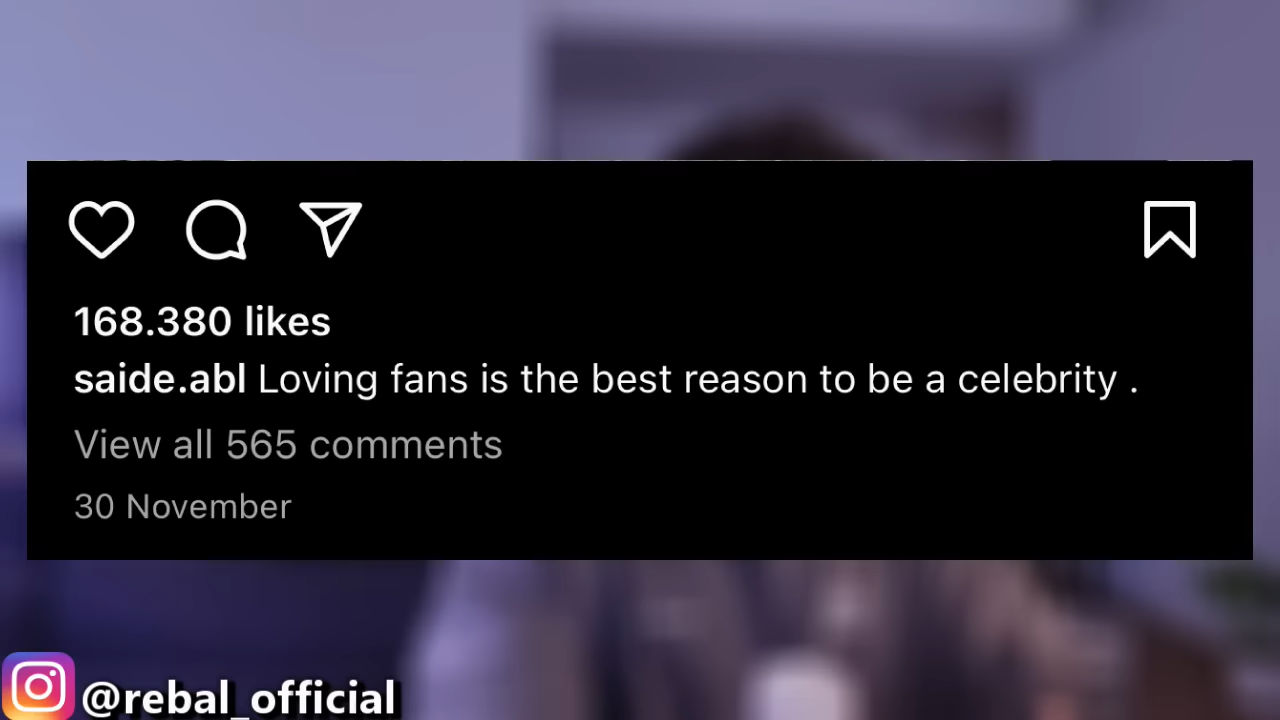 168.380 likes
saide.abl Loving fans is the best reason to be a celebrity .
View all 565 comments
30 November
@rebal_official